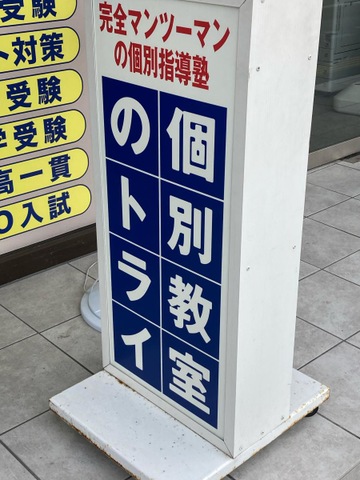 完全マンツーマン
の個別指導塾
個別教室
のトライ
受験
ト対策
受験
学受験
高一貫
O入試